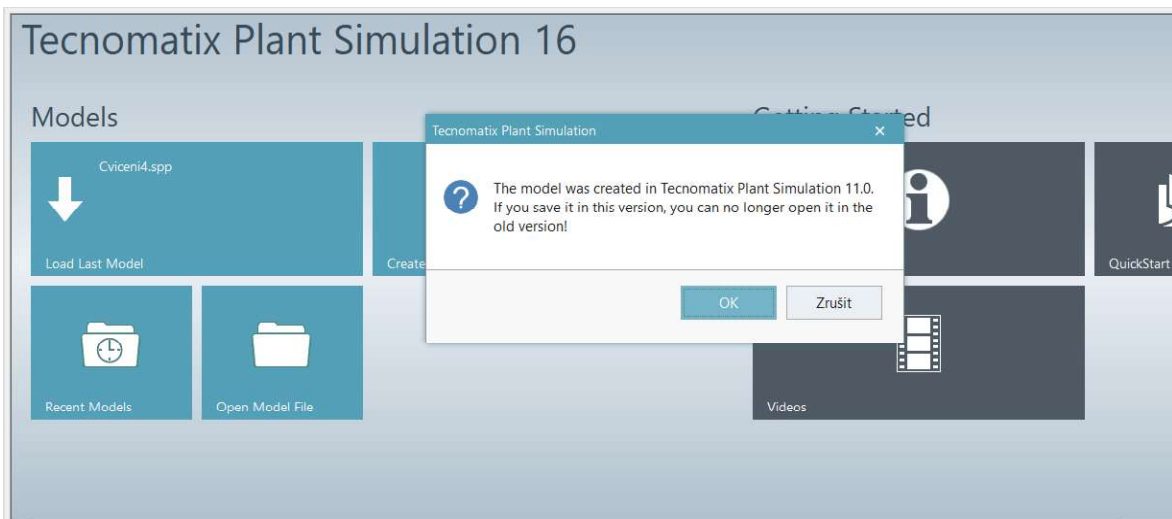 Tecnomatix Plant Simulation 16
Models
Cviceni4.spp
Load Last Model
Create
Recent Models
Open Model File
Tecnomatix Plant Simulation
The model was created in Tecnomatix Plant Simulation 11.0.
If you save it in this version, you can no longer open it in the
old version!
OK
Zrušit
Getting Started
QuickStart
Videos